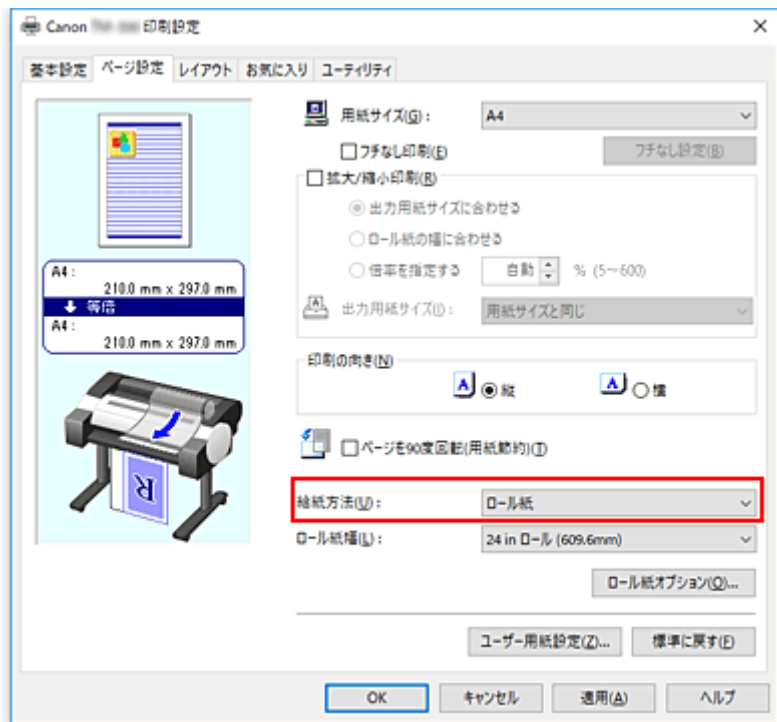 Canon 印刷設定
基本設定 ページ設定 レイアウト お気に入り ユーティリティ
用紙サイズ(G): A4
フチなし印刷(E) フチなし設定(B)
拡大/縮小印刷(R)
出力用紙サイズに合わせる
ロール紙の幅に合わせる
倍率を指定する 自動 % (5～600)
出力用紙サイズ(I): 用紙サイズと同じ
A4:
210.0 mm x 297.0 mm
等倍
A4:
210.0 mm x 297.0 mm
印刷の向き(N)
A 縦 A 横
ページを90度回転(用紙節約)(T)
R
給紙方法(U): ロール紙
ロール紙幅(L): 24 in ロール (609.6mm)
ロール紙オプション(O)...
ユーザー用紙設定(Z)... 標準に戻す(F)
OK キャンセル 適用(A) ヘルプ